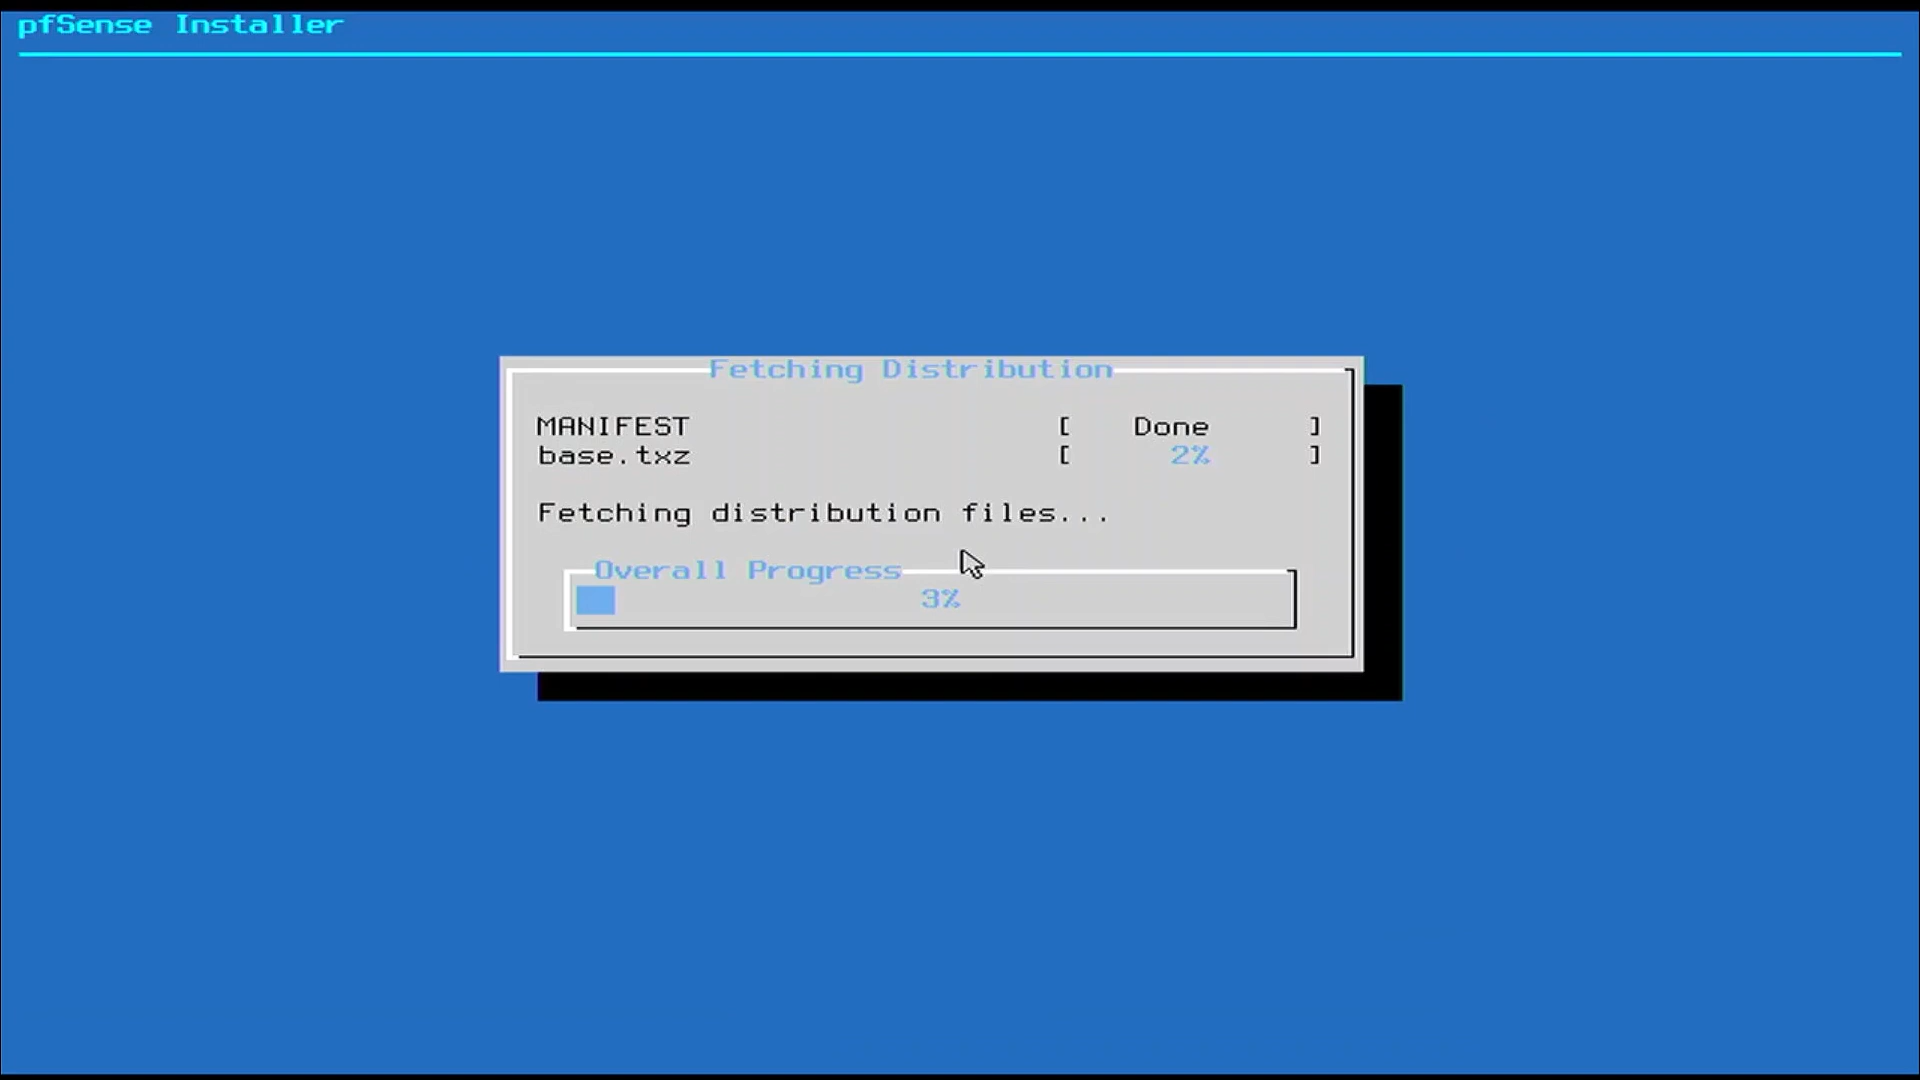 pfSense Installer
Fetching Distribution
MANIFEST [ Done ]
base.txz [ 2% ]
Fetching distribution files...
Overall Progress
3%